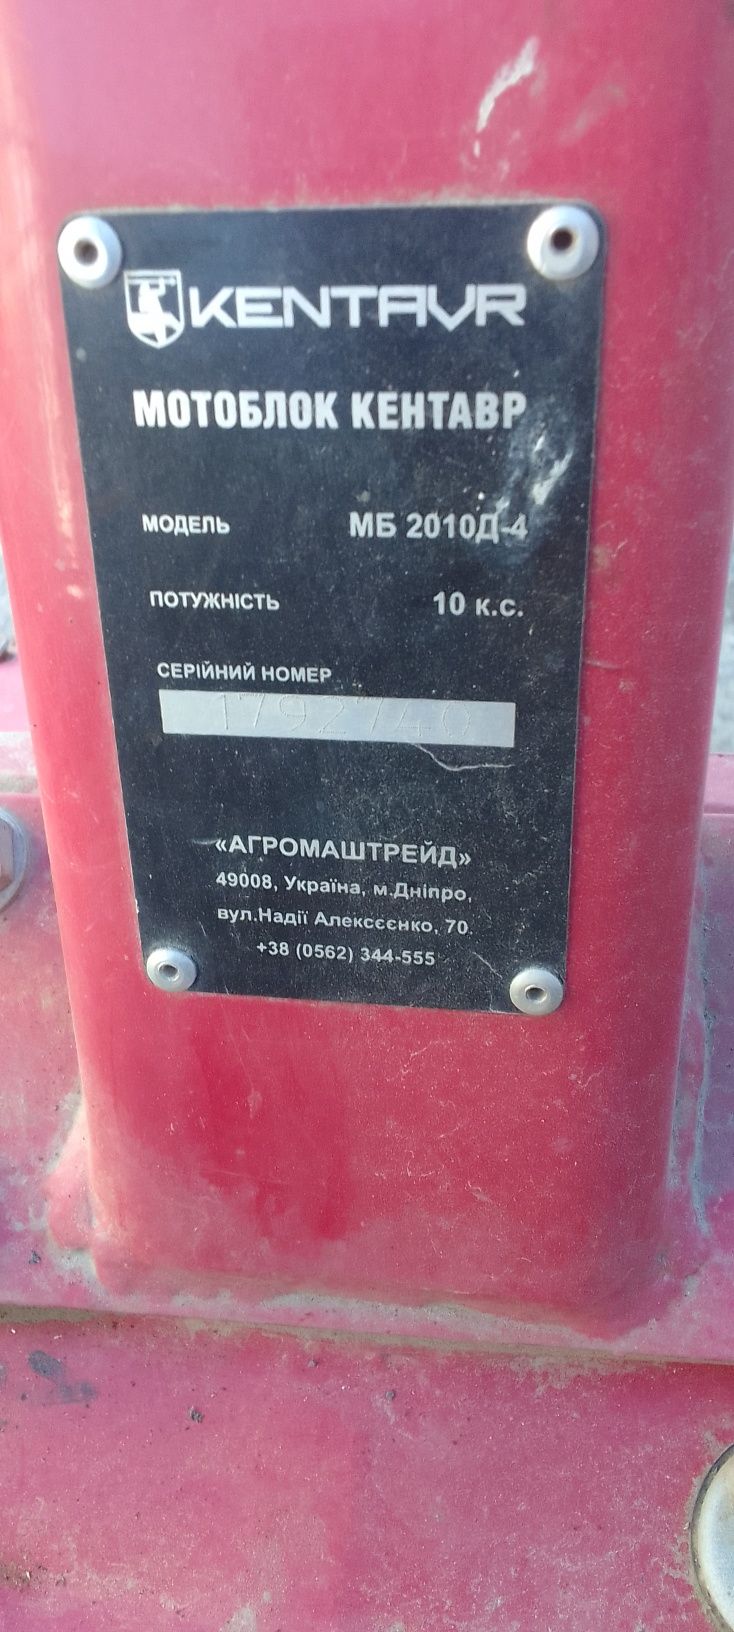 KENTAVR
МОТОБЛОК КЕНТАВР
МОДЕЛЬ МБ 2010Д-4
ПОТУЖНІСТЬ 10 к.с.
СЕРІЙНИЙ НОМЕР
1792740
«АГРОМАШТРЕЙД»
49008, Україна, м.Дніпро,
вул.Надії Алексєєнко, 70.
+38 (0562) 344-555